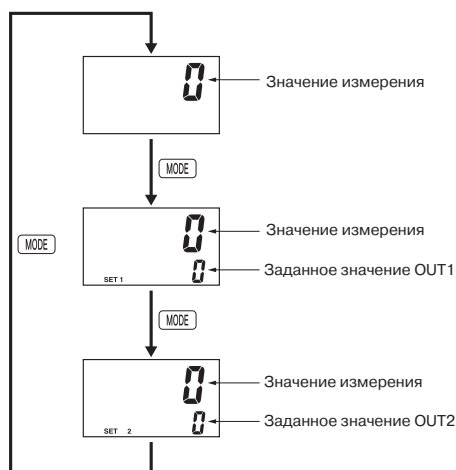 0
Значение измерения
MODE
0
Значение измерения
MODE
SET 1
0
Заданное значение OUT1
MODE
0
Значение измерения
SET 2
0
Заданное значение OUT2